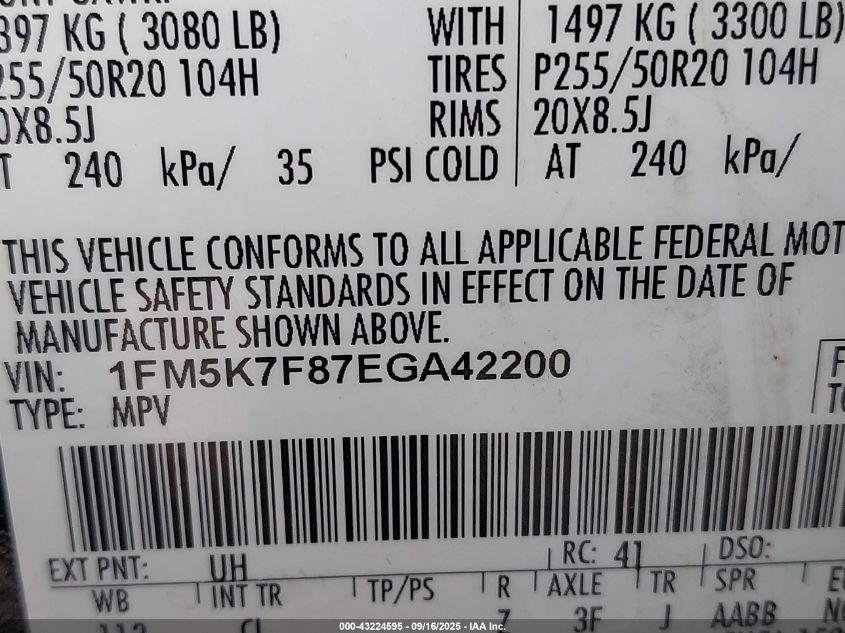 397 KG ( 3080 LB) WITH 1497 KG ( 3300 LB)
255/50R20 104H TIRES P255/50R20 104H
0X8.5J RIMS 20X8.5J
T 240 kPa/ 35 PSI COLD AT 240 kPa/
THIS VEHICLE CONFORMS TO ALL APPLICABLE FEDERAL MOT
VEHICLE SAFETY STANDARDS IN EFFECT ON THE DATE OF
MANUFACTURE SHOWN ABOVE.
VIN: 1FM5K7F87EGA42200
TYPE: MPV
EXT PNT: UH RC: 41 DSO:
WB INT TR TP/PS R AXLE TR SPR
7 3F J AABB
000-43224595 - 09/16/2025 - IAA Inc.